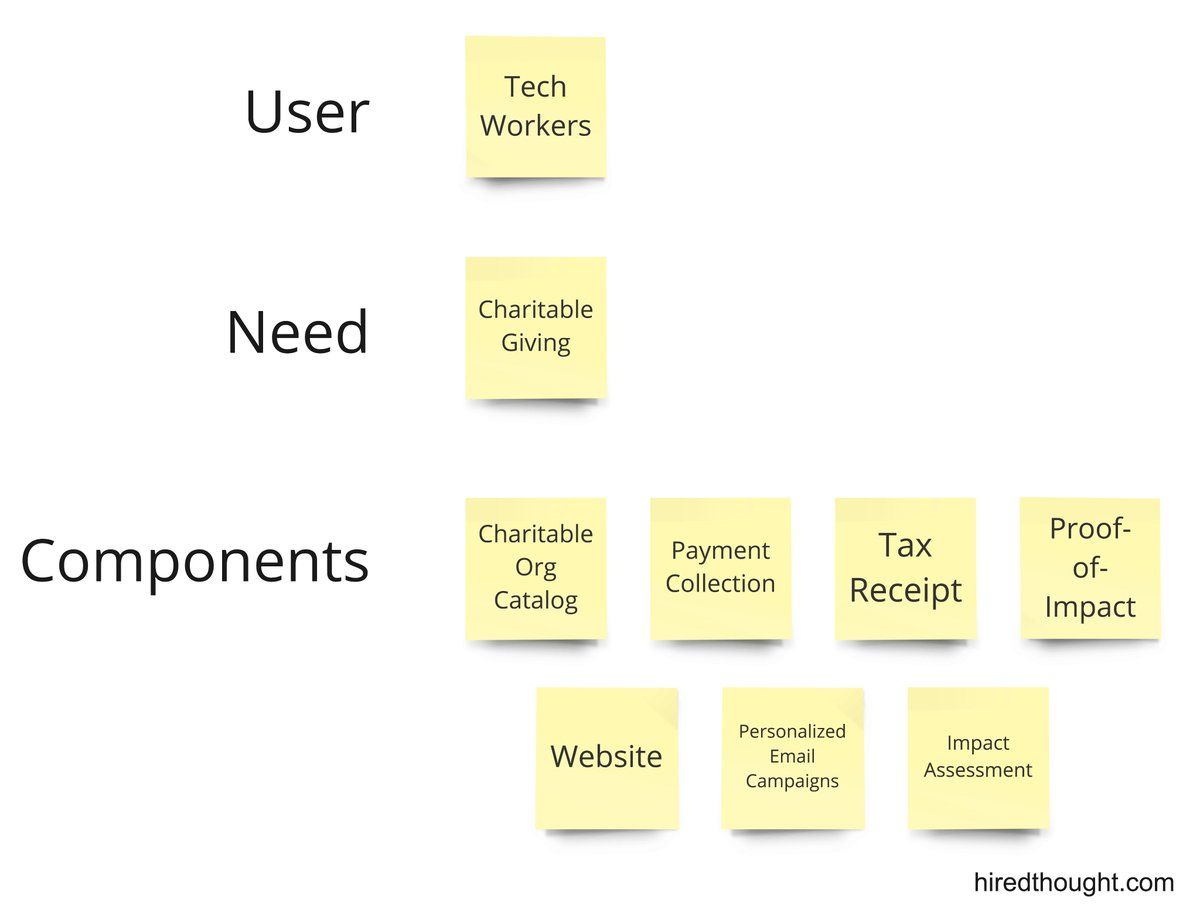 User
Tech
Workers
Need
Charitable
Giving
Components
Charitable
Org
Catalog
Payment
Collection
Tax
Receipt
Proof-
of-
Impact
Website
Personalized
Email
Campaigns
Impact
Assessment
hiredthought.com